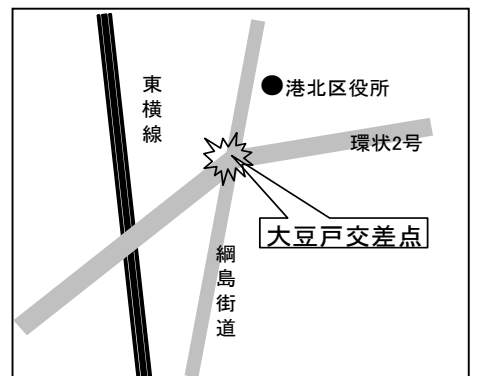 東横線
港北区役所
環状2号
大豆戸交差点
綱島街道